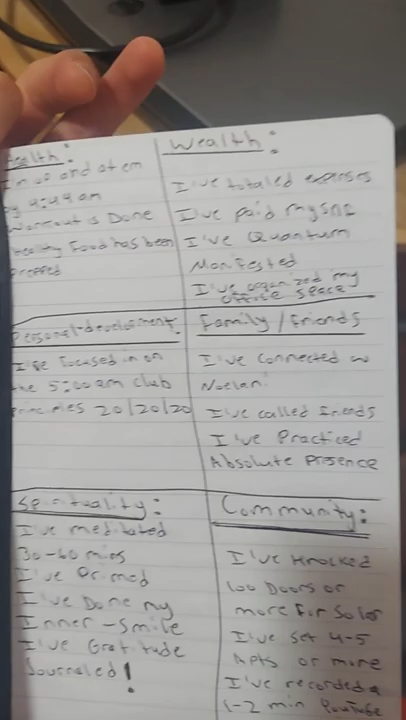 Health:
I'm up and at em
By 4:44 am
Workout is Done
Healthy Food has been
Prepped
Wealth:
I've totaled expenses
I've paid
I've Quantum
Manifested
I've organized my
office space
Personal-development:
I've Focused in on
the 5:00 am club
principles 20/20/20
Family/friends
I've connected w
Noelani
I've called friends
I've Practiced
Absolute Presence
Spirituality:
I've meditated
30-60 mins
I've Primed
I've Done my
Inner-Smile
I've Gratitude
Journaled!
Community:
I've Knocked
100 Doors or
more For Solar
I've Set 4-5
Apts or more
I've recorded a
1-2 min YouTube